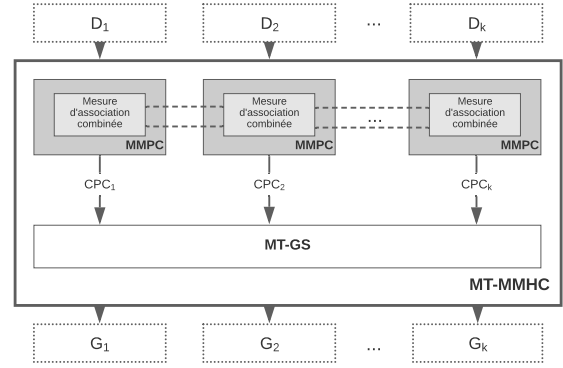 D1 D2 ... Dk
Mesure Mesure Mesure
d'association d'association d'association
combinée combinée ... combinée
MMPC MMPC MMPC
CPC1 CPC2 CPCk
MT-GS
MT-MMHC
G1 G2 ... Gk